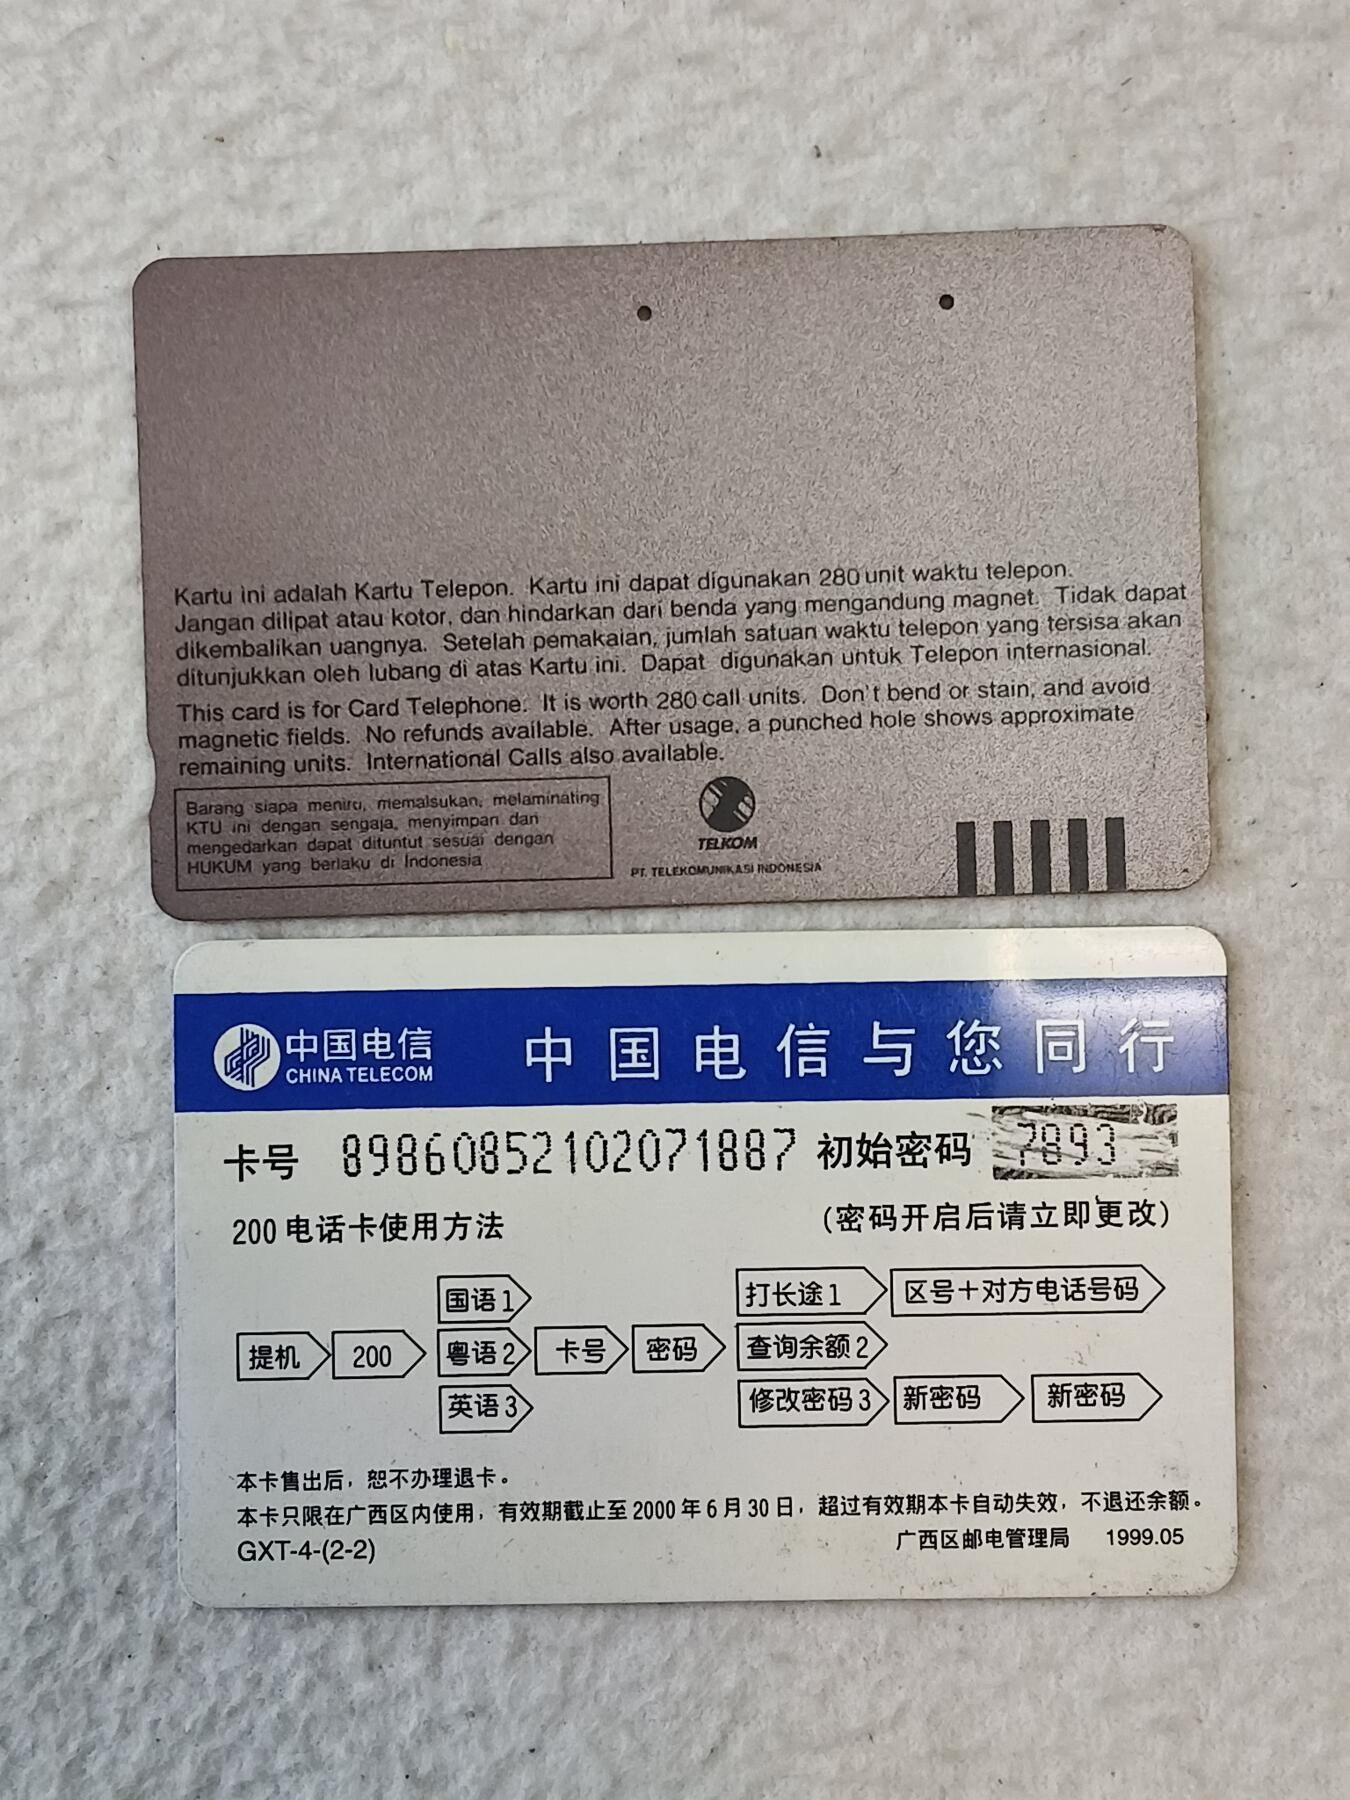 Kartu ini adalah Kartu Telepon. Kartu ini dapat digunakan 280 unit waktu telepon.
Jangan dilipat atau kotor, dan hindarkan dari benda yang mengandung magnet. Tidak dapat
dikembalikan uangnya. Setelah pemakaian, jumlah satuan waktu telepon yang tersisa akan
ditunjukkan oleh lubang di atas Kartu ini. Dapat digunakan untuk Telepon internasional.
This card is for Card Telephone. It is worth 280 call units. Don't bend or stain, and avoid
magnetic fields. No refunds available. After usage, a punched hole shows approximate
remaining units. International Calls also available.
Barang siapa meniru, memalsukan, melaminating
KTU ini dengan sengaja, menyimpan dan
mengedarkan dapat dituntut sesuai dengan
HUKUM yang berlaku di Indonesia
TELKOM
PT. TELEKOMUNIKASI INDONESIA
中国电信
CHINA TELECOM
中国电信与您同行
卡号 89860852102071887 初始密码 7893
200 电话卡使用方法 (密码开启后请立即更改)
国语1 打长途1 区号+对方电话号码
提机 200 粤语2 卡号 密码 查询余额2
英语3 修改密码3 新密码 新密码
本卡售出后，恕不办理退卡。
本卡只限在广西区内使用，有效期截止至2000年6月30日，超过有效期本卡自动失效，不退还余额。
GXT-4-(2-2) 广西区邮电管理局 1999.05